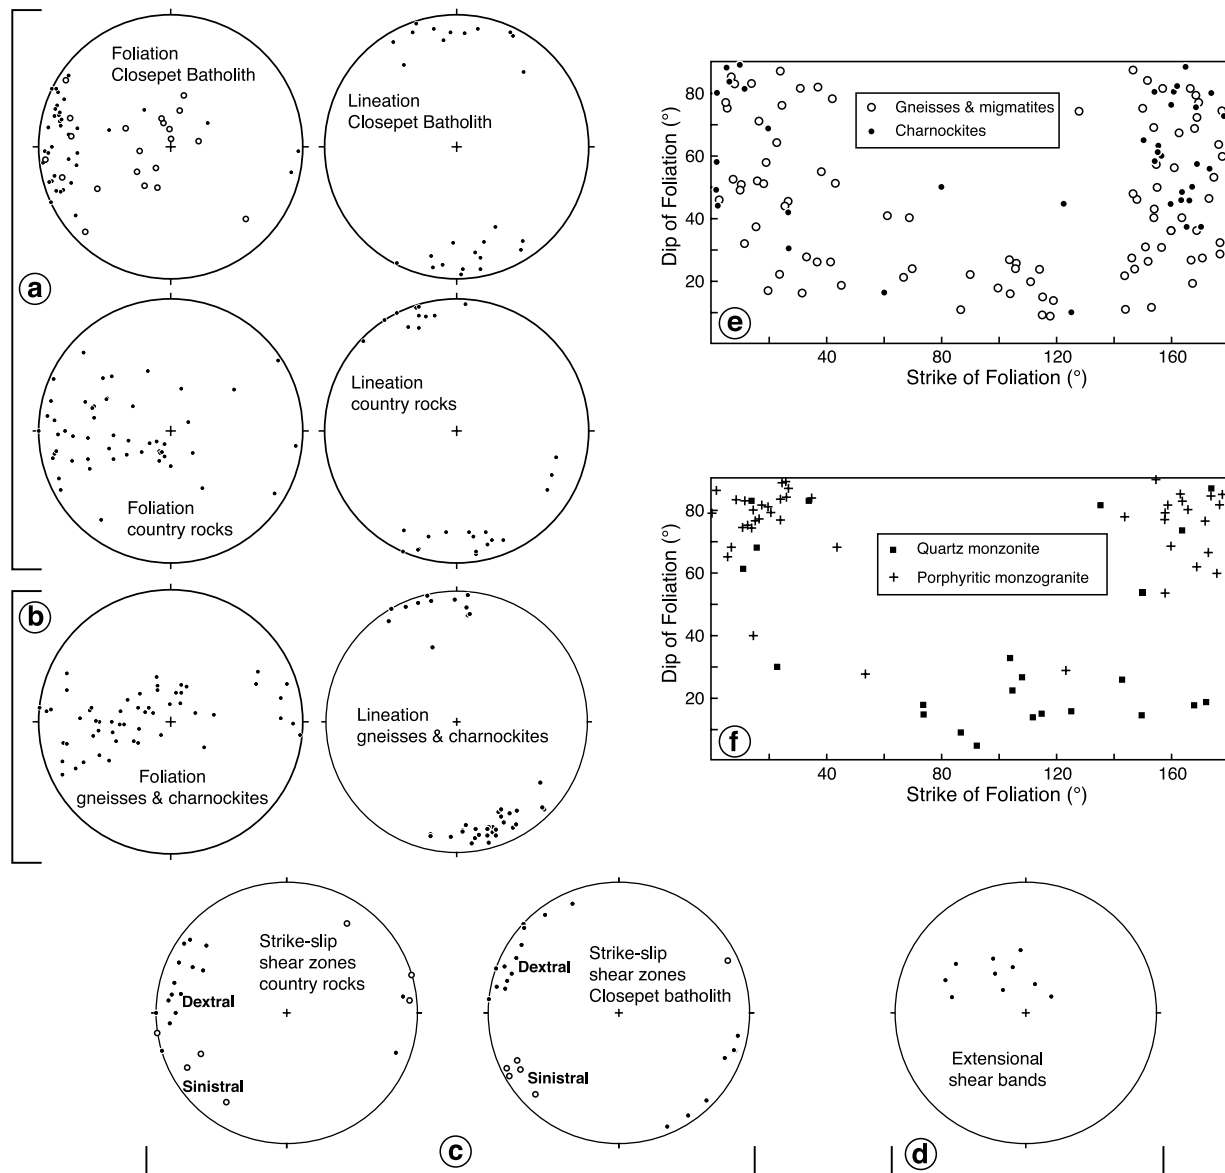 Foliation
Closepet Batholith
Lineation
Closepet Batholith
a
Foliation
country rocks
Lineation
country rocks
b
Foliation
gneisses & charnockites
Lineation
gneisses & charnockites
Strike-slip
shear zones
country rocks
Dextral
Sinistral
Strike-slip
shear zones
Closepet batholith
Dextral
Sinistral
c
Extensional
shear bands
d
Dip of Foliation (°)
80
60
40
20
Gneisses & migmatites
Charnockites
e
40
80
120
160
Strike of Foliation (°)
Dip of Foliation (°)
80
60
40
20
Quartz monzonite
Porphyritic monzogranite
f
40
80
120
160
Strike of Foliation (°)